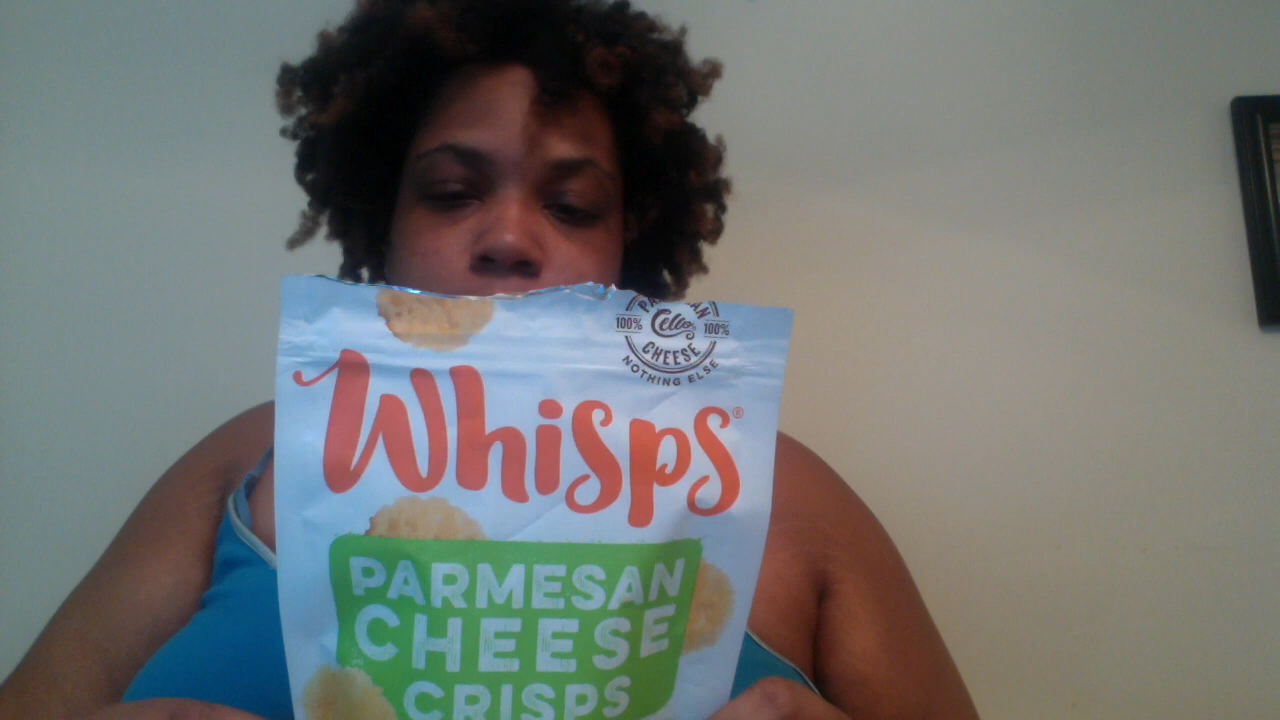 PARMESAN
100% Cello 100%
CHEESE
NOTHING ELSE
Whisps®
PARMESAN
CHEESE
CRISPS